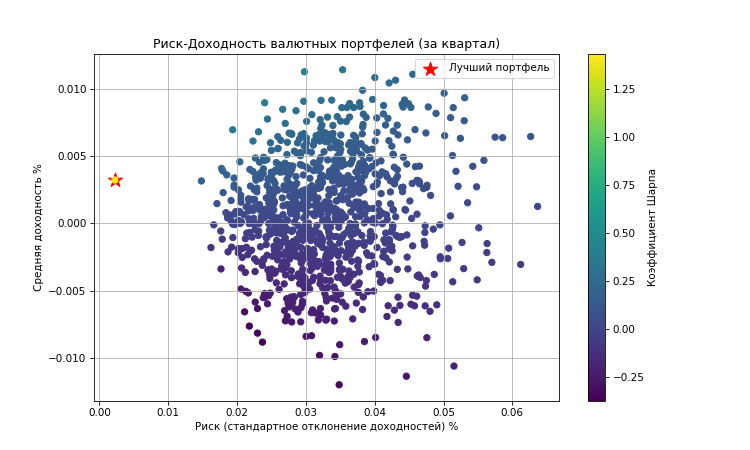 Риск-Доходность валютных портфелей (за квартал)
Лучший портфель
Средняя доходность %
0.010
0.005
0.000
−0.005
−0.010
0.00 0.01 0.02 0.03 0.04 0.05 0.06
Риск (стандартное отклонение доходностей) %
1.25
1.00
0.75
0.50
0.25
0.00
−0.25
Коэффициент Шарпа